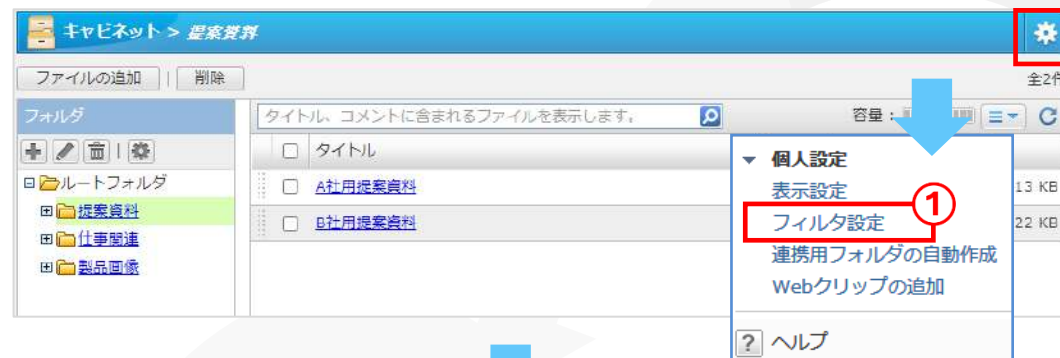 キャビネット > 提案資料
ファイルの追加 | 削除
全2件
フォルダ
タイトル、コメントに含まれるファイルを表示します。
容量:
タイトル
ルートフォルダ
提案資料
仕事関連
製品画像
A社用提案資料
13 KB
B社用提案資料
22 KB
個人設定
表示設定
フィルタ設定
1
連携用フォルダの自動作成
Webクリップの追加
? ヘルプ